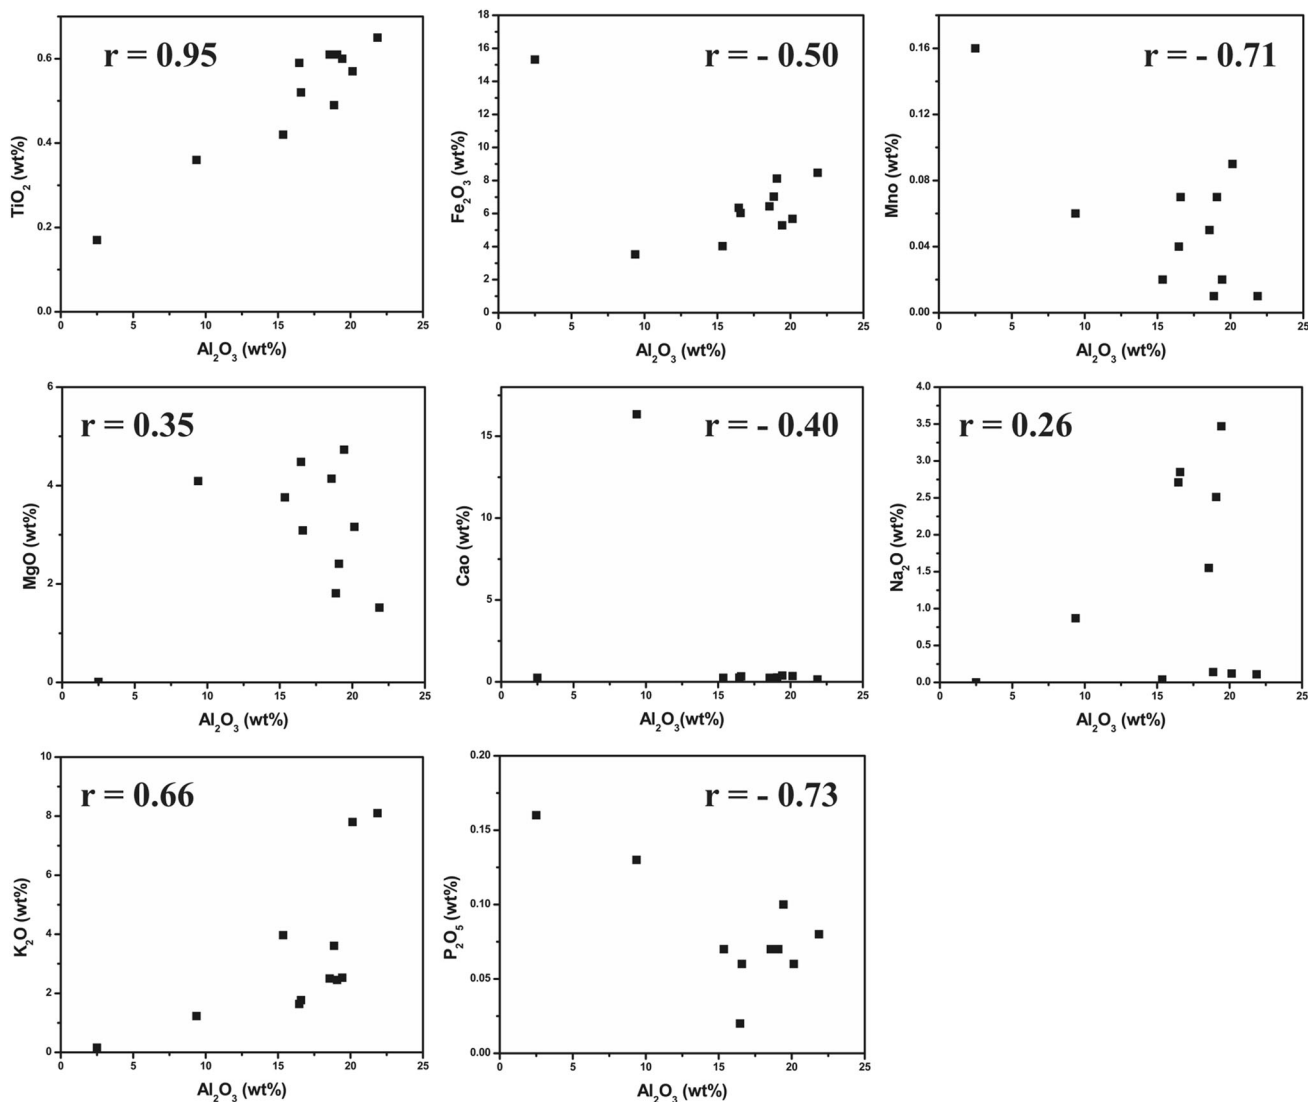 r = 0.95
TiO₂ (wt%)
0.6
0.4
0.2
0.0
0 5 10 15 20 25
Al₂O₃ (wt%)
r = - 0.50
Fe₂O₃ (wt%)
18
16
14
12
10
8
6
4
2
0
0 5 10 15 20 25
Al₂O₃ (wt%)
r = - 0.71
Mno (wt%)
0.16
0.12
0.08
0.04
0.00
0 5 10 15 20 25
Al₂O₃ (wt%)
r = 0.35
MgO (wt%)
6
4
2
0
0 5 10 15 20 25
Al₂O₃ (wt%)
r = - 0.40
Cao (wt%)
15
10
5
0
0 5 10 15 20 25
Al₂O₃(wt%)
r = 0.26
Na₂O (wt%)
4.0
3.5
3.0
2.5
2.0
1.5
1.0
0.5
0.0
0 5 10 15 20 25
Al₂O₃ (wt%)
r = 0.66
K₂O (wt%)
10
8
6
4
2
0
0 5 10 15 20 25
Al₂O₃ (wt%)
r = - 0.73
P₂O₅ (wt%)
0.20
0.15
0.10
0.05
0.00
0 5 10 15 20 25
Al₂O₃ (wt%)